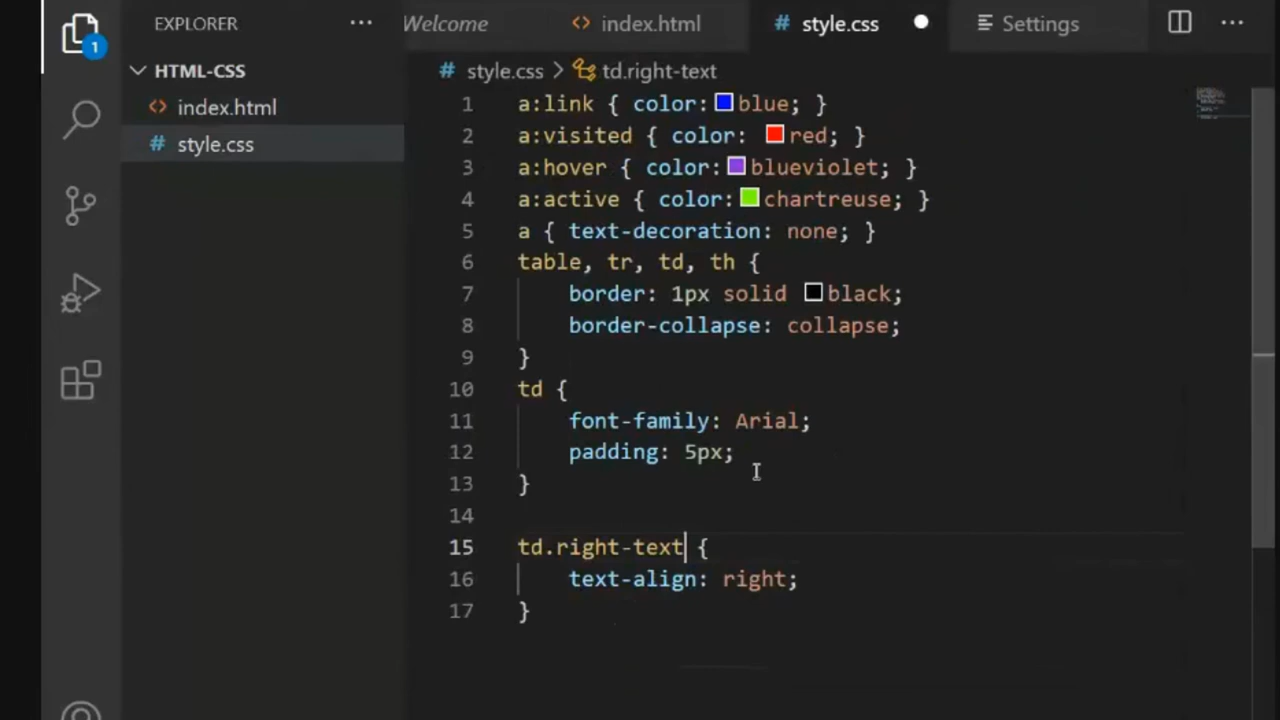 EXPLORER
Welcome
index.html
style.css
Settings
1
HTML-CSS
index.html
style.css
style.css > td.right-text
1 a:link { color: blue; }
2 a:visited { color: red; }
3 a:hover { color: blueviolet; }
4 a:active { color: chartreuse; }
5 a { text-decoration: none; }
6 table, tr, td, th {
7 border: 1px solid black;
8 border-collapse: collapse;
9 }
10 td {
11 font-family: Arial;
12 padding: 5px;
13 }
14
15 td.right-text {
16 text-align: right;
17 }